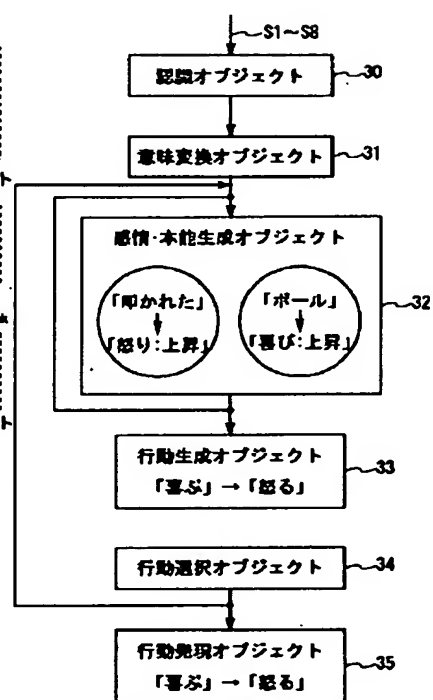 S1~S8
認識オブジェクト 30
意味変換オブジェクト 31
感情・本能生成オブジェクト
32
「叩かれた」
「怒り:上昇」
「ボール」
「喜び:上昇」
行動生成オブジェクト
「喜ぶ」→「怒る」
33
行動選択オブジェクト 34
行動発現オブジェクト
「喜ぶ」→「怒る」
35